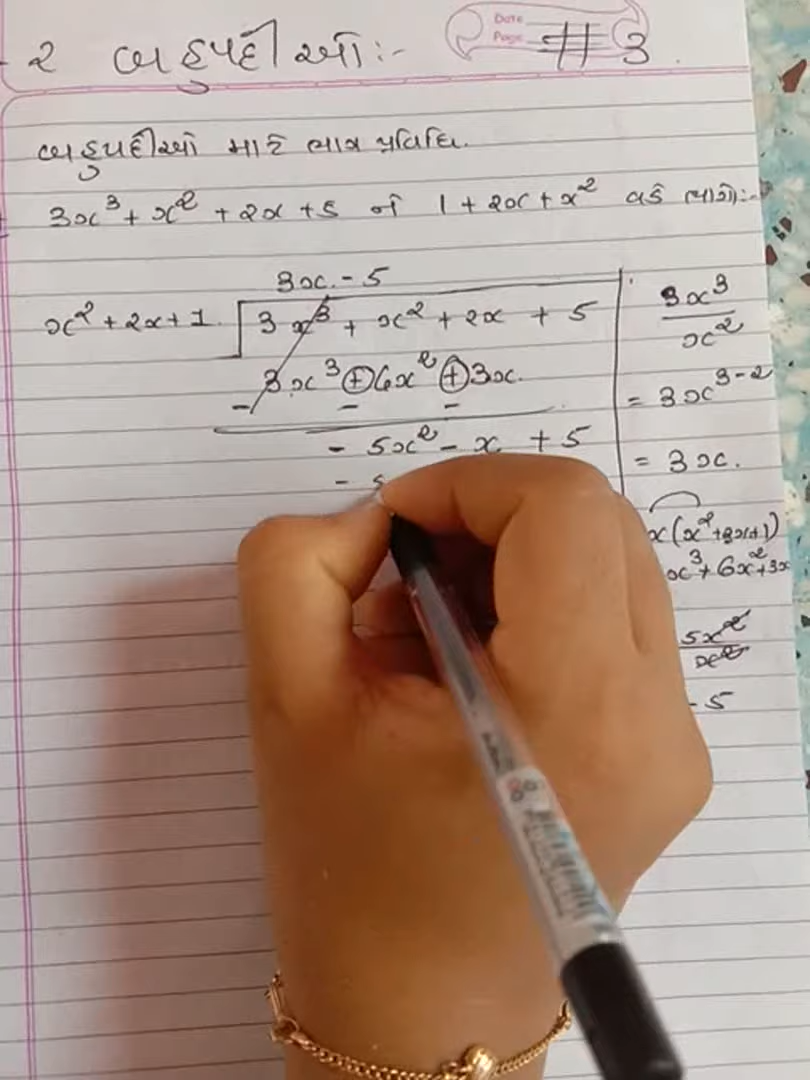 ૨ બહુપદીઓ:- #3
Date
Page
બહુપદીઓ માટે ભાગ પ્રવિધિ.
3x³ + x² + 2x + 5 ને 1 + 2x + x² વડે ભાગો:-
3x - 5
x² + 2x + 1 3x³ + x² + 2x + 5
3x³ + 6x² + 3x
- - -
- 5x² - x + 5
- 5
3x³
x²
= 3x³⁻²
= 3x.
x(x² + 2x + 1)
x³ + 6x² + 3x
5x²
x²
- 5